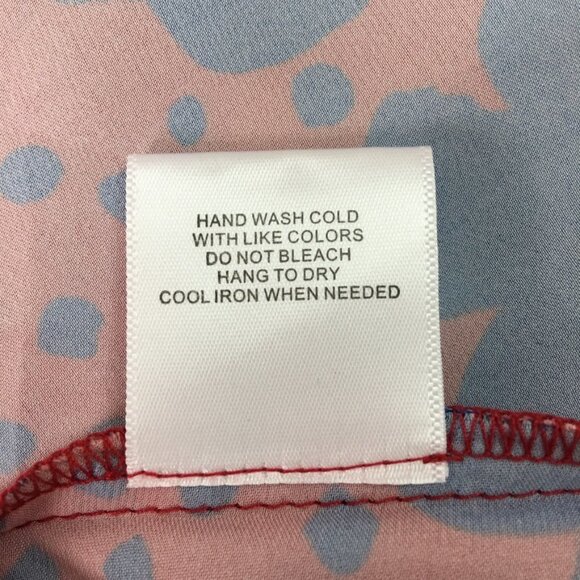 HAND WASH COLD
WITH LIKE COLORS
DO NOT BLEACH
HANG TO DRY
COOL IRON WHEN NEEDED